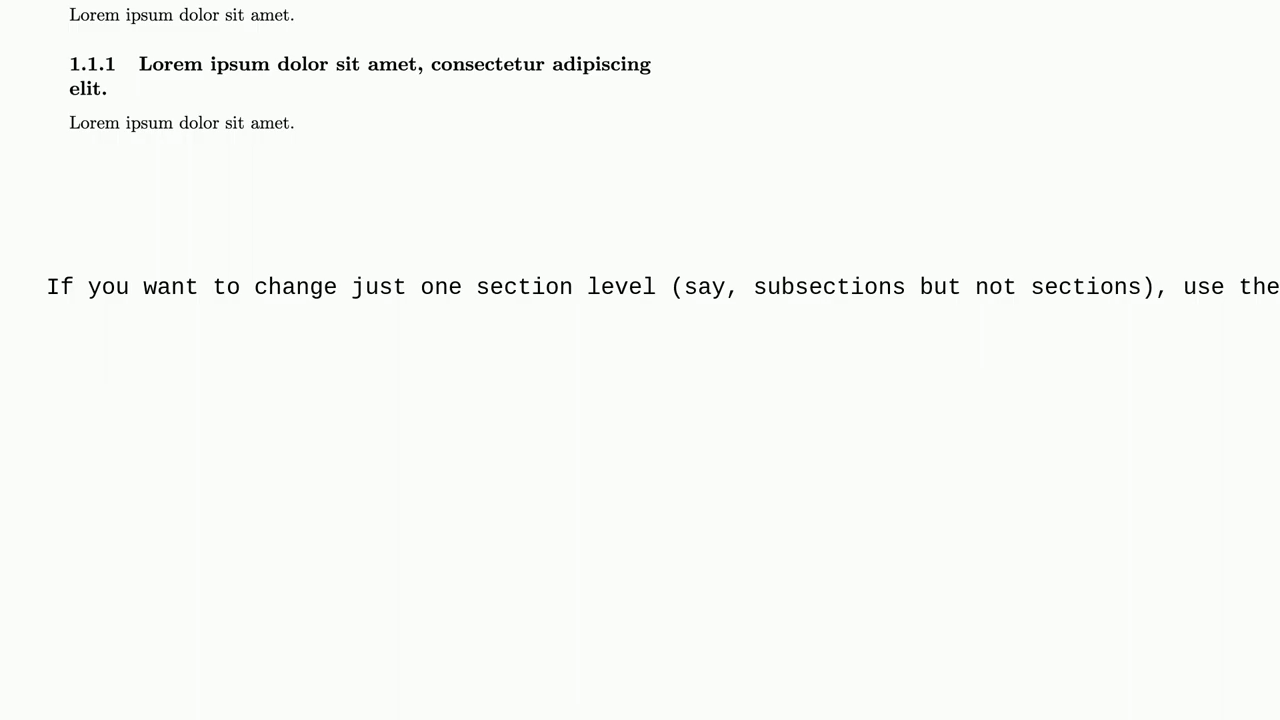 Lorem ipsum dolor sit amet.
1.1.1 Lorem ipsum dolor sit amet, consectetur adipiscing
elit.
Lorem ipsum dolor sit amet.
If you want to change just one section level (say, subsections but not sections), use the